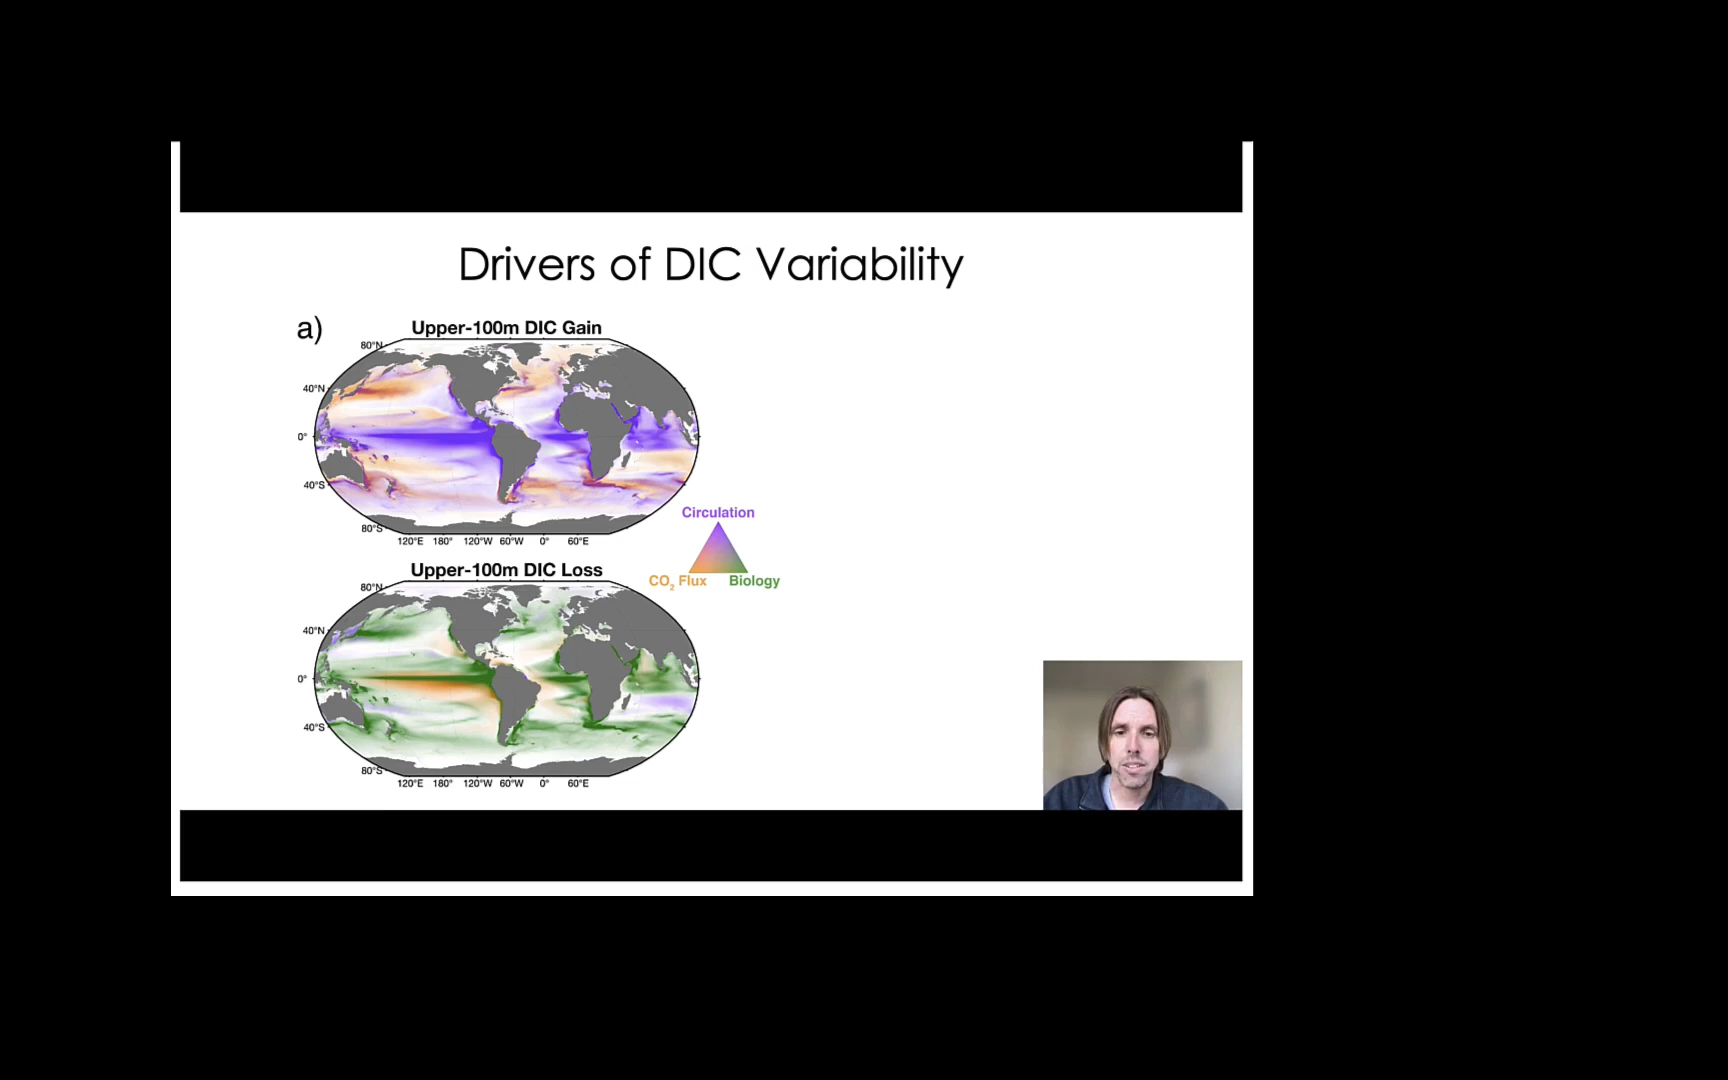 Drivers of DIC Variability
a)
Upper-100m DIC Gain
80°N
40°N
0°
40°S
80°S
120°E 180° 120°W 60°W 0° 60°E
Circulation
CO₂ Flux Biology
Upper-100m DIC Loss
80°N
40°N
0°
40°S
80°S
120°E 180° 120°W 60°W 0° 60°E